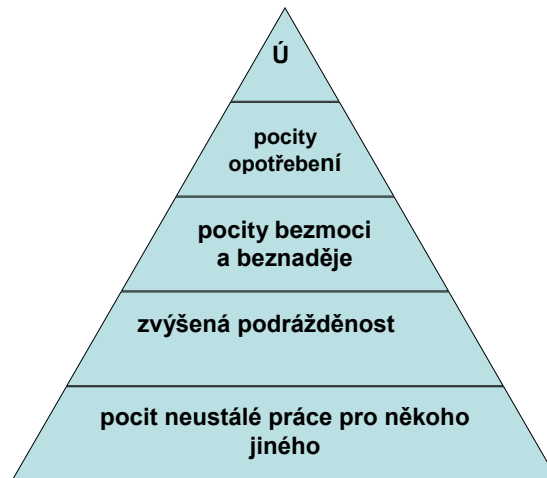 Ú
pocity
opotřebení
pocity bezmoci
a beznaděje
zvýšená podrážděnost
pocit neustálé práce pro někoho
jiného